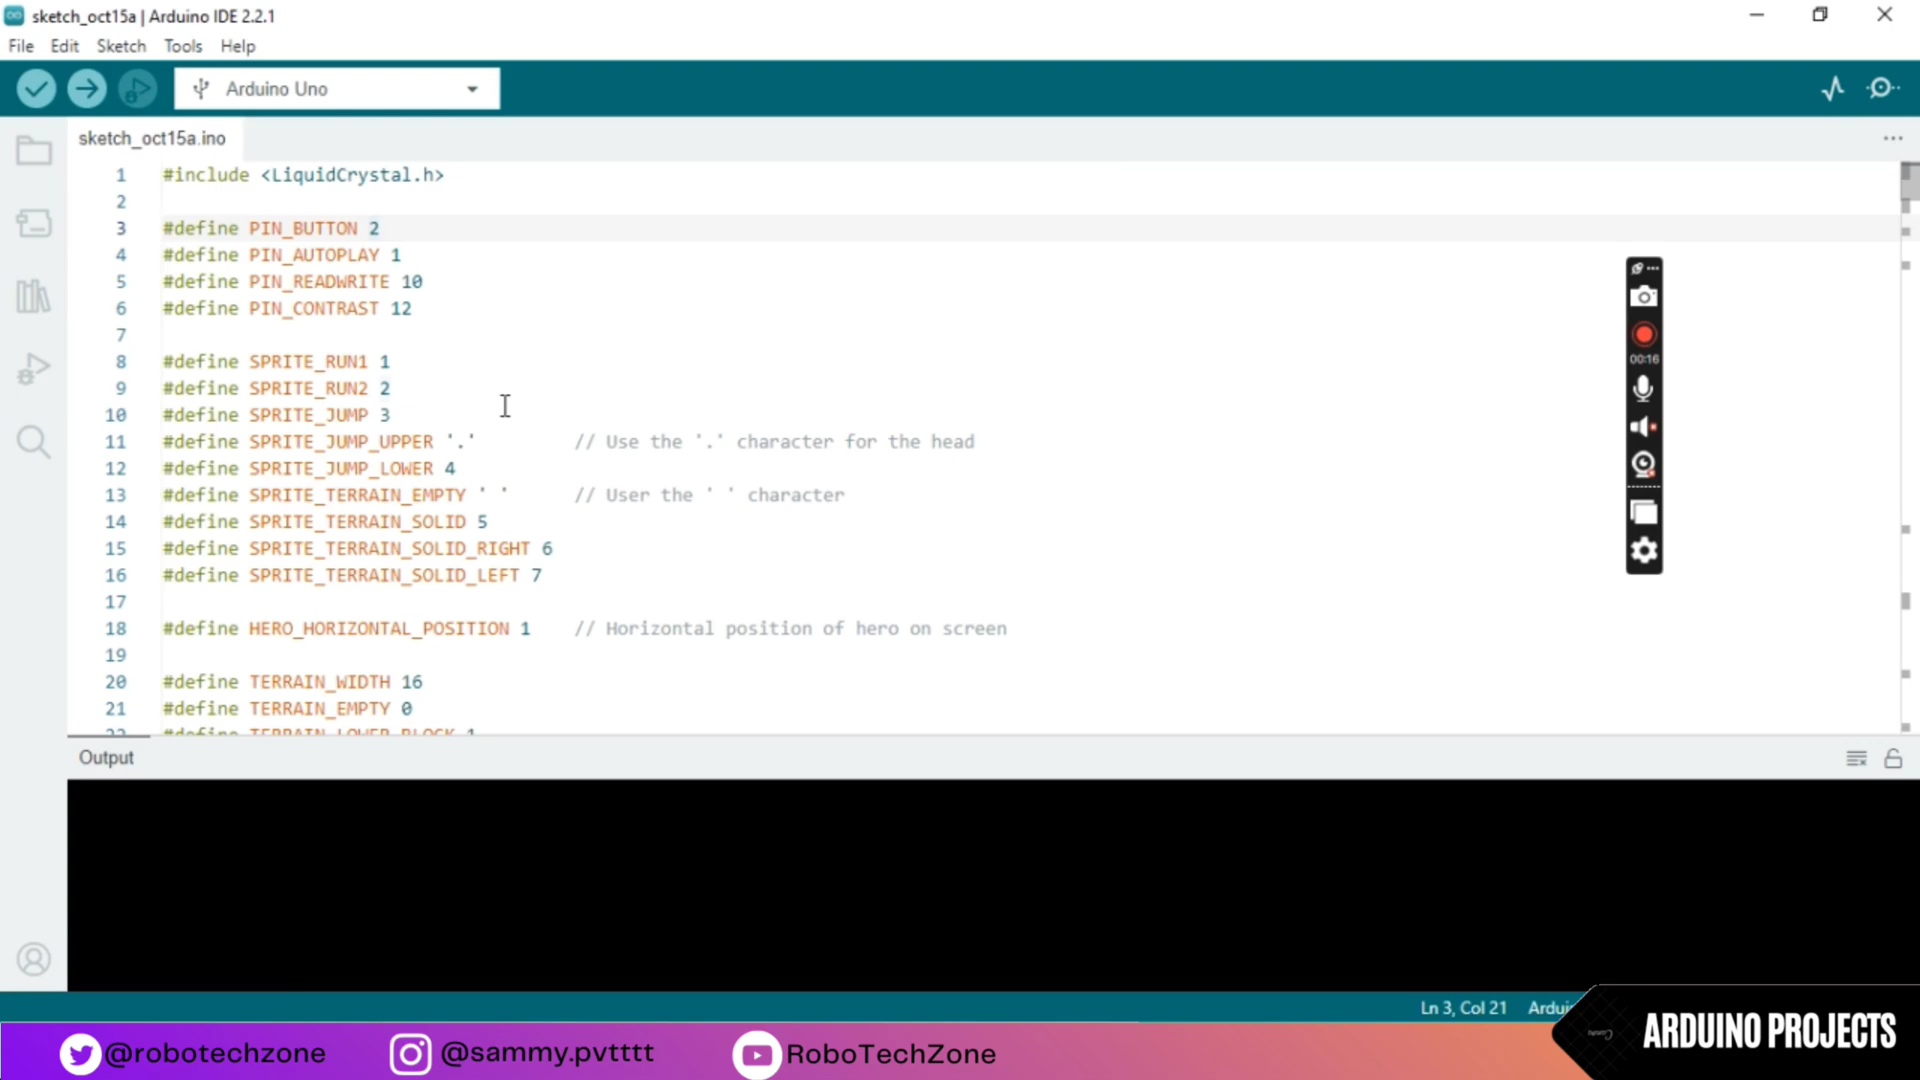 sketch_oct15a | Arduino IDE 2.2.1
File Edit Sketch Tools Help
Arduino Uno
sketch_oct15a.ino
1 #include <LiquidCrystal.h>
2
3 #define PIN_BUTTON 2
4 #define PIN_AUTOPLAY 1
5 #define PIN_READWRITE 10
6 #define PIN_CONTRAST 12
7
8 #define SPRITE_RUN1 1
9 #define SPRITE_RUN2 2
10 #define SPRITE_JUMP 3
11 #define SPRITE_JUMP_UPPER '.' // Use the '.' character for the head
12 #define SPRITE_JUMP_LOWER 4
13 #define SPRITE_TERRAIN_EMPTY ' ' // User the ' ' character
14 #define SPRITE_TERRAIN_SOLID 5
15 #define SPRITE_TERRAIN_SOLID_RIGHT 6
16 #define SPRITE_TERRAIN_SOLID_LEFT 7
17
18 #define HERO_HORIZONTAL_POSITION 1 // Horizontal position of hero on screen
19
20 #define TERRAIN_WIDTH 16
21 #define TERRAIN_EMPTY 0
22 #define TERRAIN_LOWER_BLOCK 1
00:16
Output
Ln 3, Col 21
@robotechzone @sammy.pvtttt RoboTechZone
ARDUINO PROJECTS